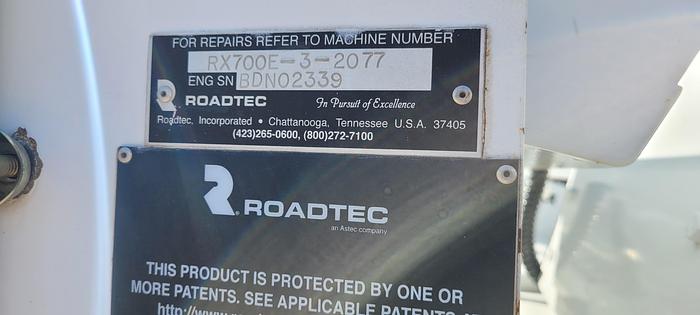 FOR REPAIRS REFER TO MACHINE NUMBER
RX700E-3-2077
ENG SN BDN02339
ROADTEC In Pursuit of Excellence
Roadtec, Incorporated • Chattanooga, Tennessee U.S.A. 37405
(423)265-0600, (800)272-7100
ROADTEC
an Astec company
THIS PRODUCT IS PROTECTED BY ONE OR
MORE PATENTS. SEE APPLICABLE PATENTS